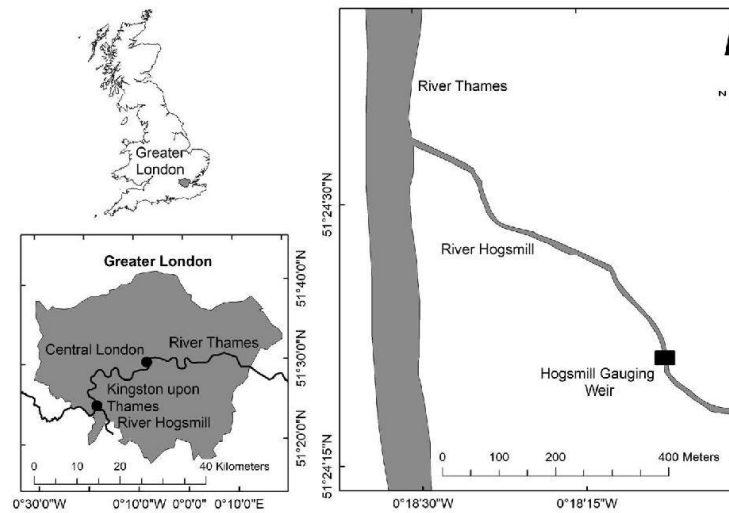 Greater
London
Greater London
Central London
River Thames
Kingston upon
Thames
River Hogsmill
0 10 20 40 Kilometers
51°40'0"N
51°30'0"N
51°20'0"N
0°30'0"W 0°10'0"W 0°0'0" 0°10'0"E
River Thames
River Hogsmill
Hogsmill Gauging
Weir
0 100 200 400 Meters
51°24'30"N
51°24'15"N
0°18'30"W 0°18'15"W
N